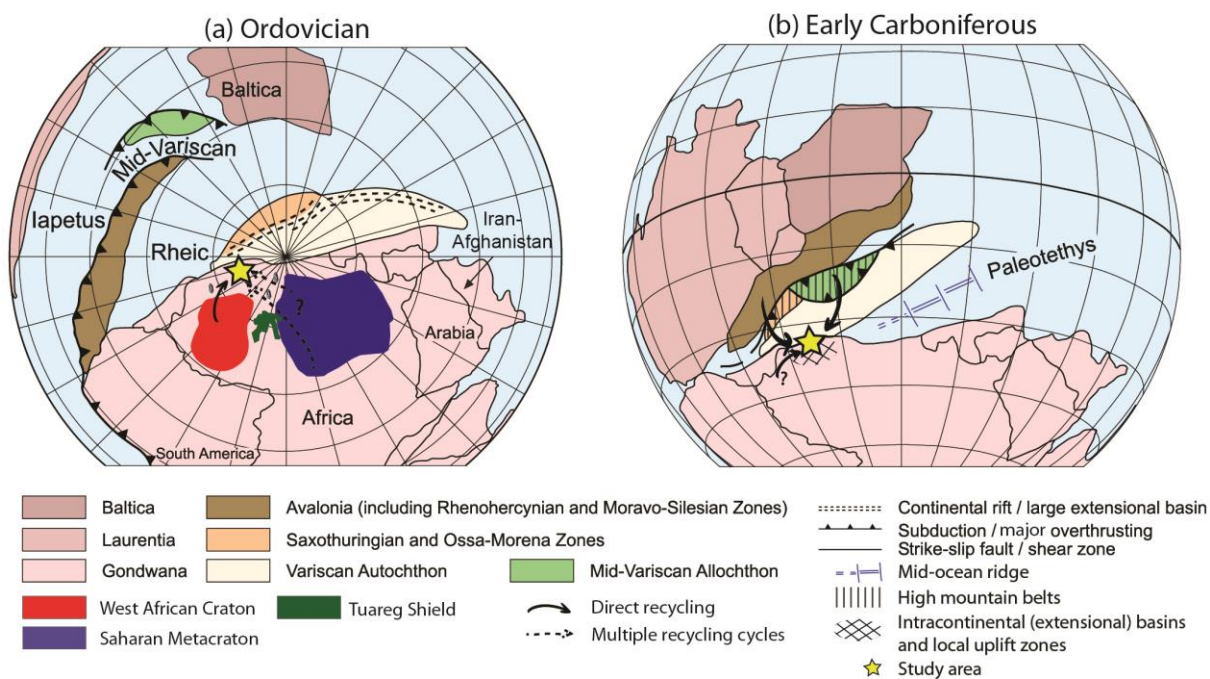 (a) Ordovician
(b) Early Carboniferous
Baltica
Mid-Variscan
Iapetus
Rheic
Iran-
Afghanistan
?
Arabia
Africa
South America
Paleotethys
?
Baltica
Laurentia
Gondwana
West African Craton
Saharan Metacraton
Avalonia (including Rhenohercynian and Moravo-Silesian Zones)
Saxothuringian and Ossa-Morena Zones
Variscan Autochthon
Tuareg Shield
Mid-Variscan Allochthon
Direct recycling
Multiple recycling cycles
Continental rift / large extensional basin
Subduction / major overthrusting
Strike-slip fault / shear zone
Mid-ocean ridge
High mountain belts
Intracontinental (extensional) basins
and local uplift zones
Study area